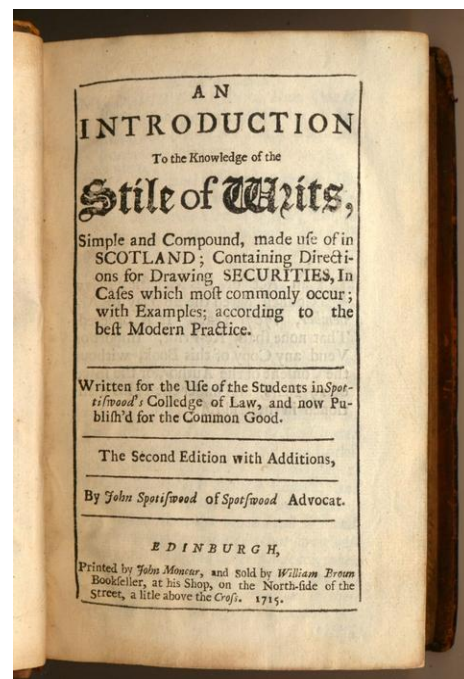 AN
INTRODUCTION
To the Knowledge of the
Stile of Writs,
Simple and Compound, made uſe of in
SCOTLAND; Containing Directi-
ons for Drawing SECURITIES, In
Caſes which moſt commonly occur;
with Examples; according to the
beſt Modern Practice.
Written for the Uſe of the Students in Spot-
tiſwood's Colledge of Law, and now Pu-
bliſh'd for the Common Good.
The Second Edition with Additions,
By John Spotiſwood of Spotſwood Advocat.
EDINBURGH,
Printed by John Moncur, and Sold by William Broun
Bookſeller, at his Shop, on the North-ſide of the
Street, a litle above the Croſs. 1715.